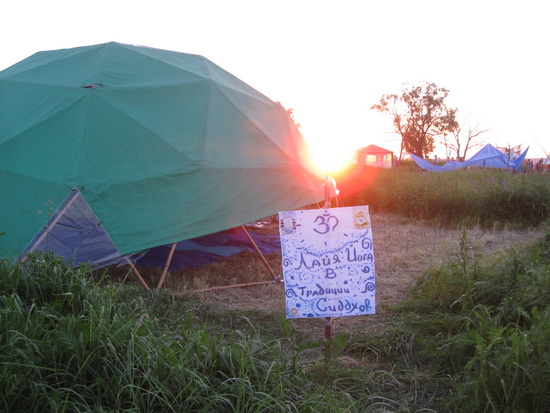 ॐ
Лайя Йога
В
Традиции
Сиддхов